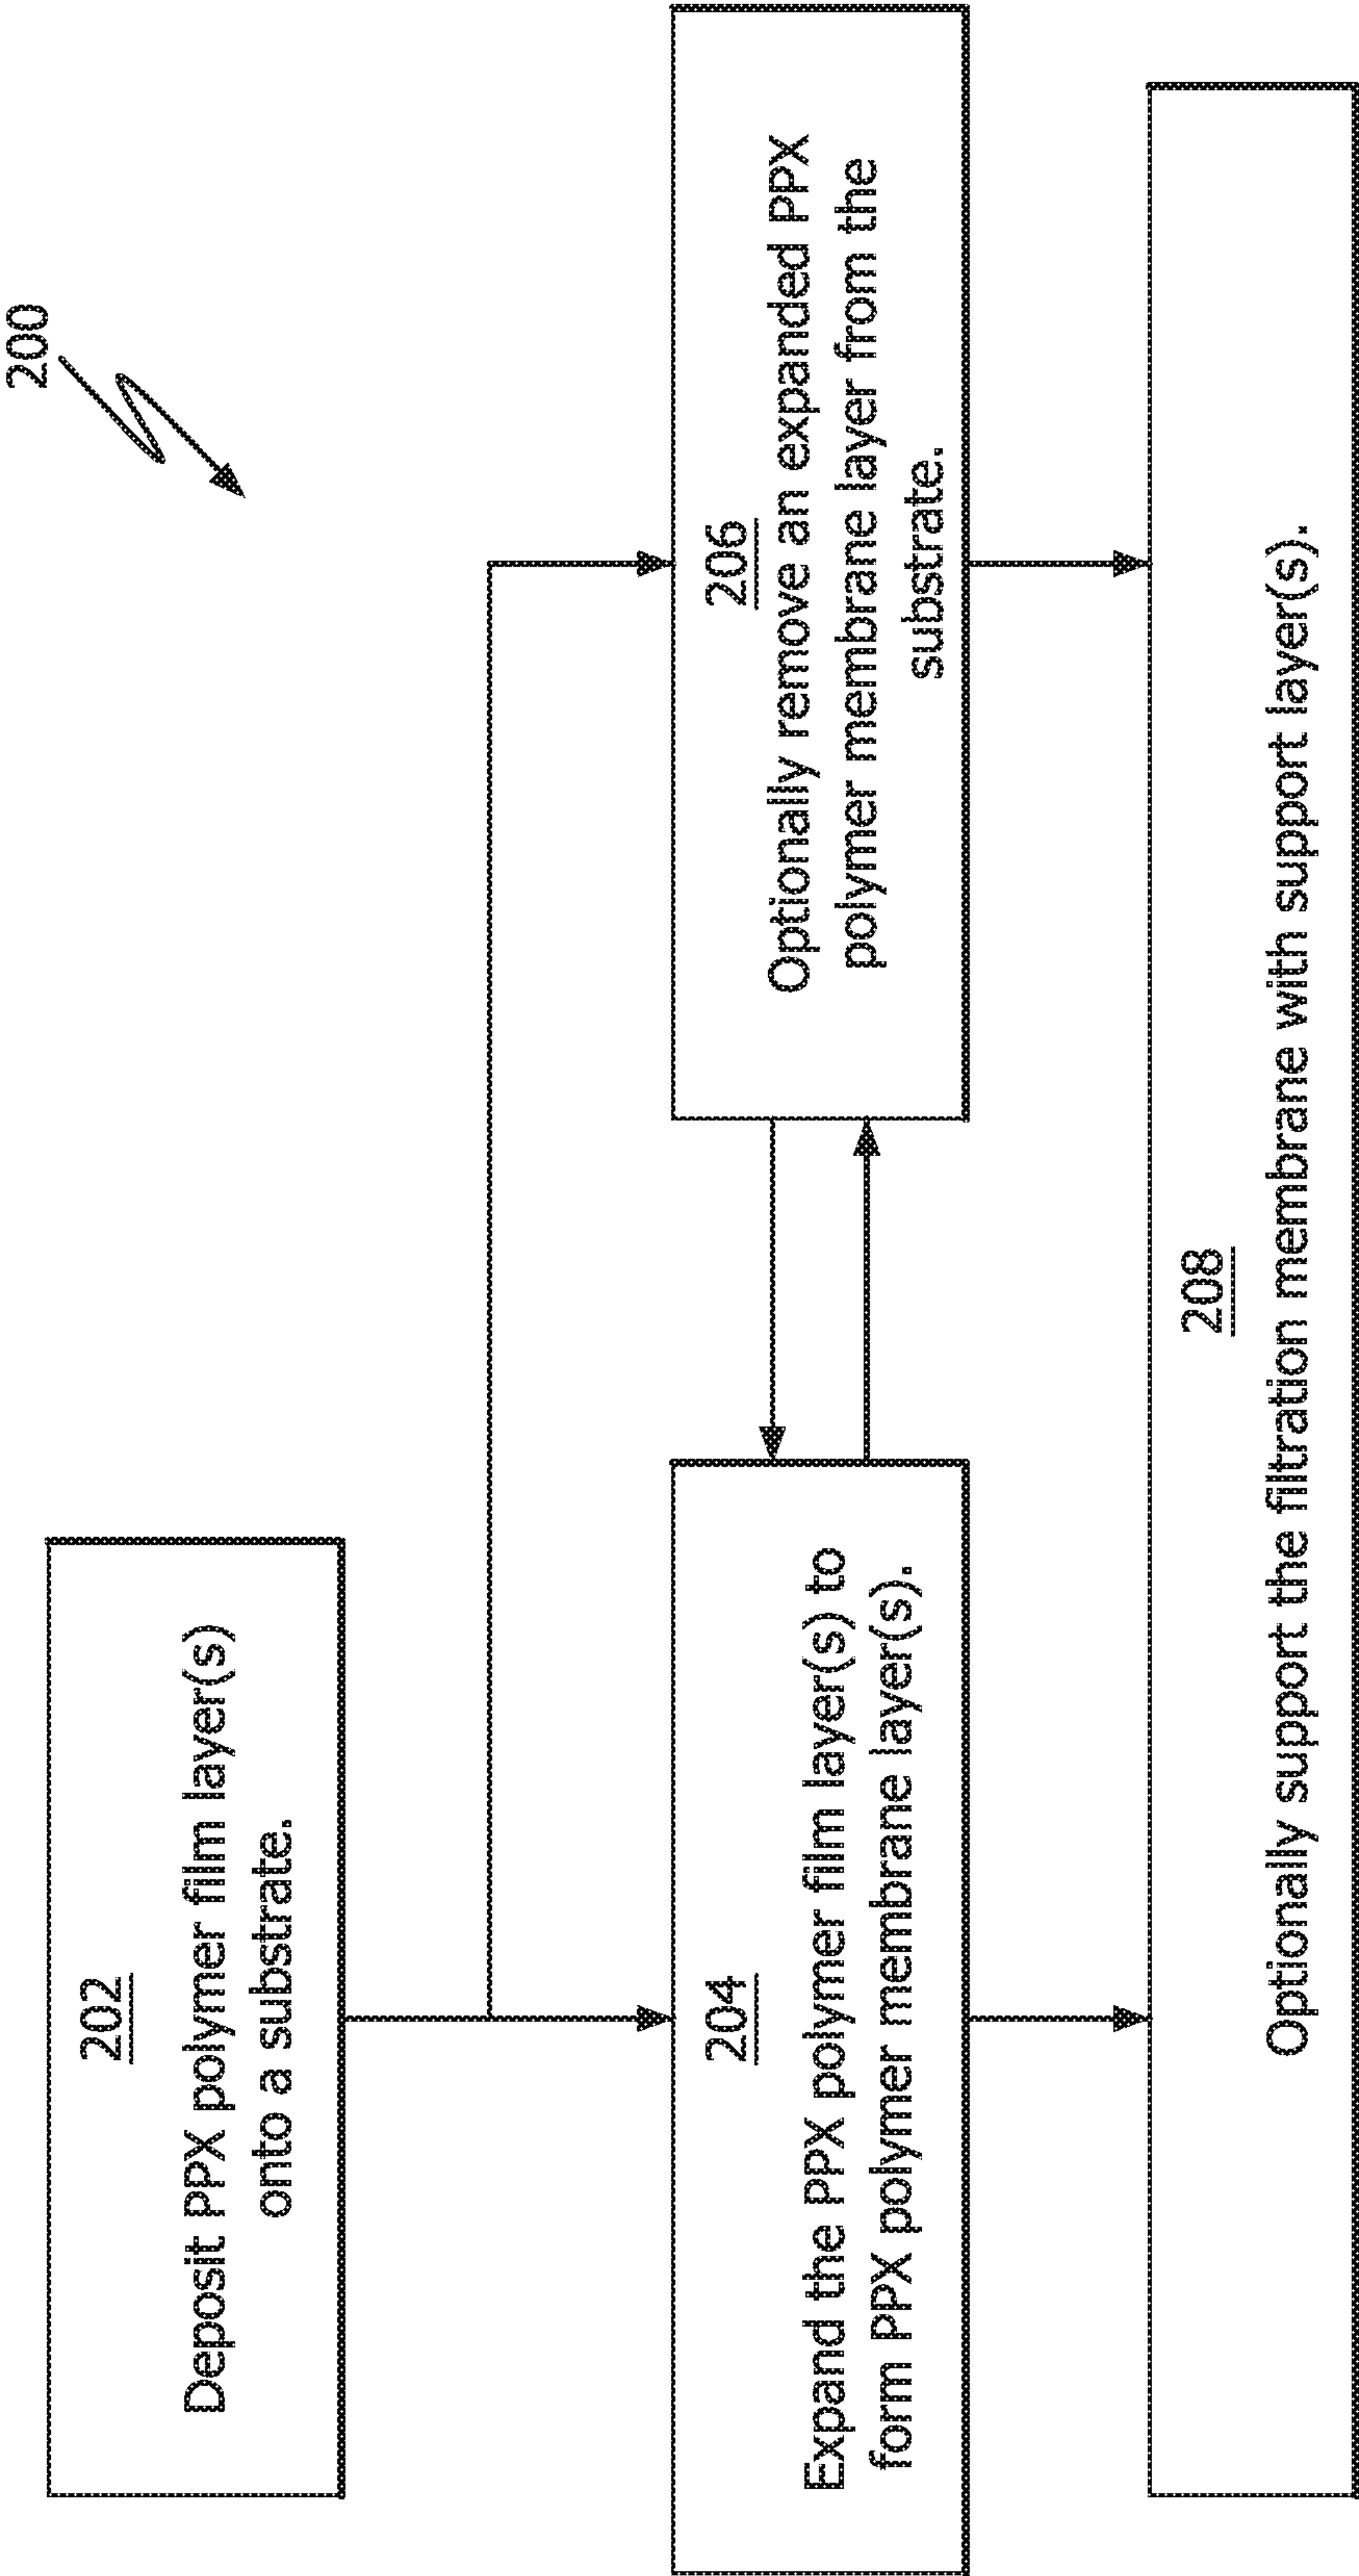 200
202
Deposit PPX polymer film layer(s)
onto a substrate.
204
Expand the PPX polymer film layer(s) to
form PPX polymer membrane layer(s).
206
Optionally remove an expanded PPX
polymer membrane layer from the
substrate.
208
Optionally support the filtration membrane with support layer(s).